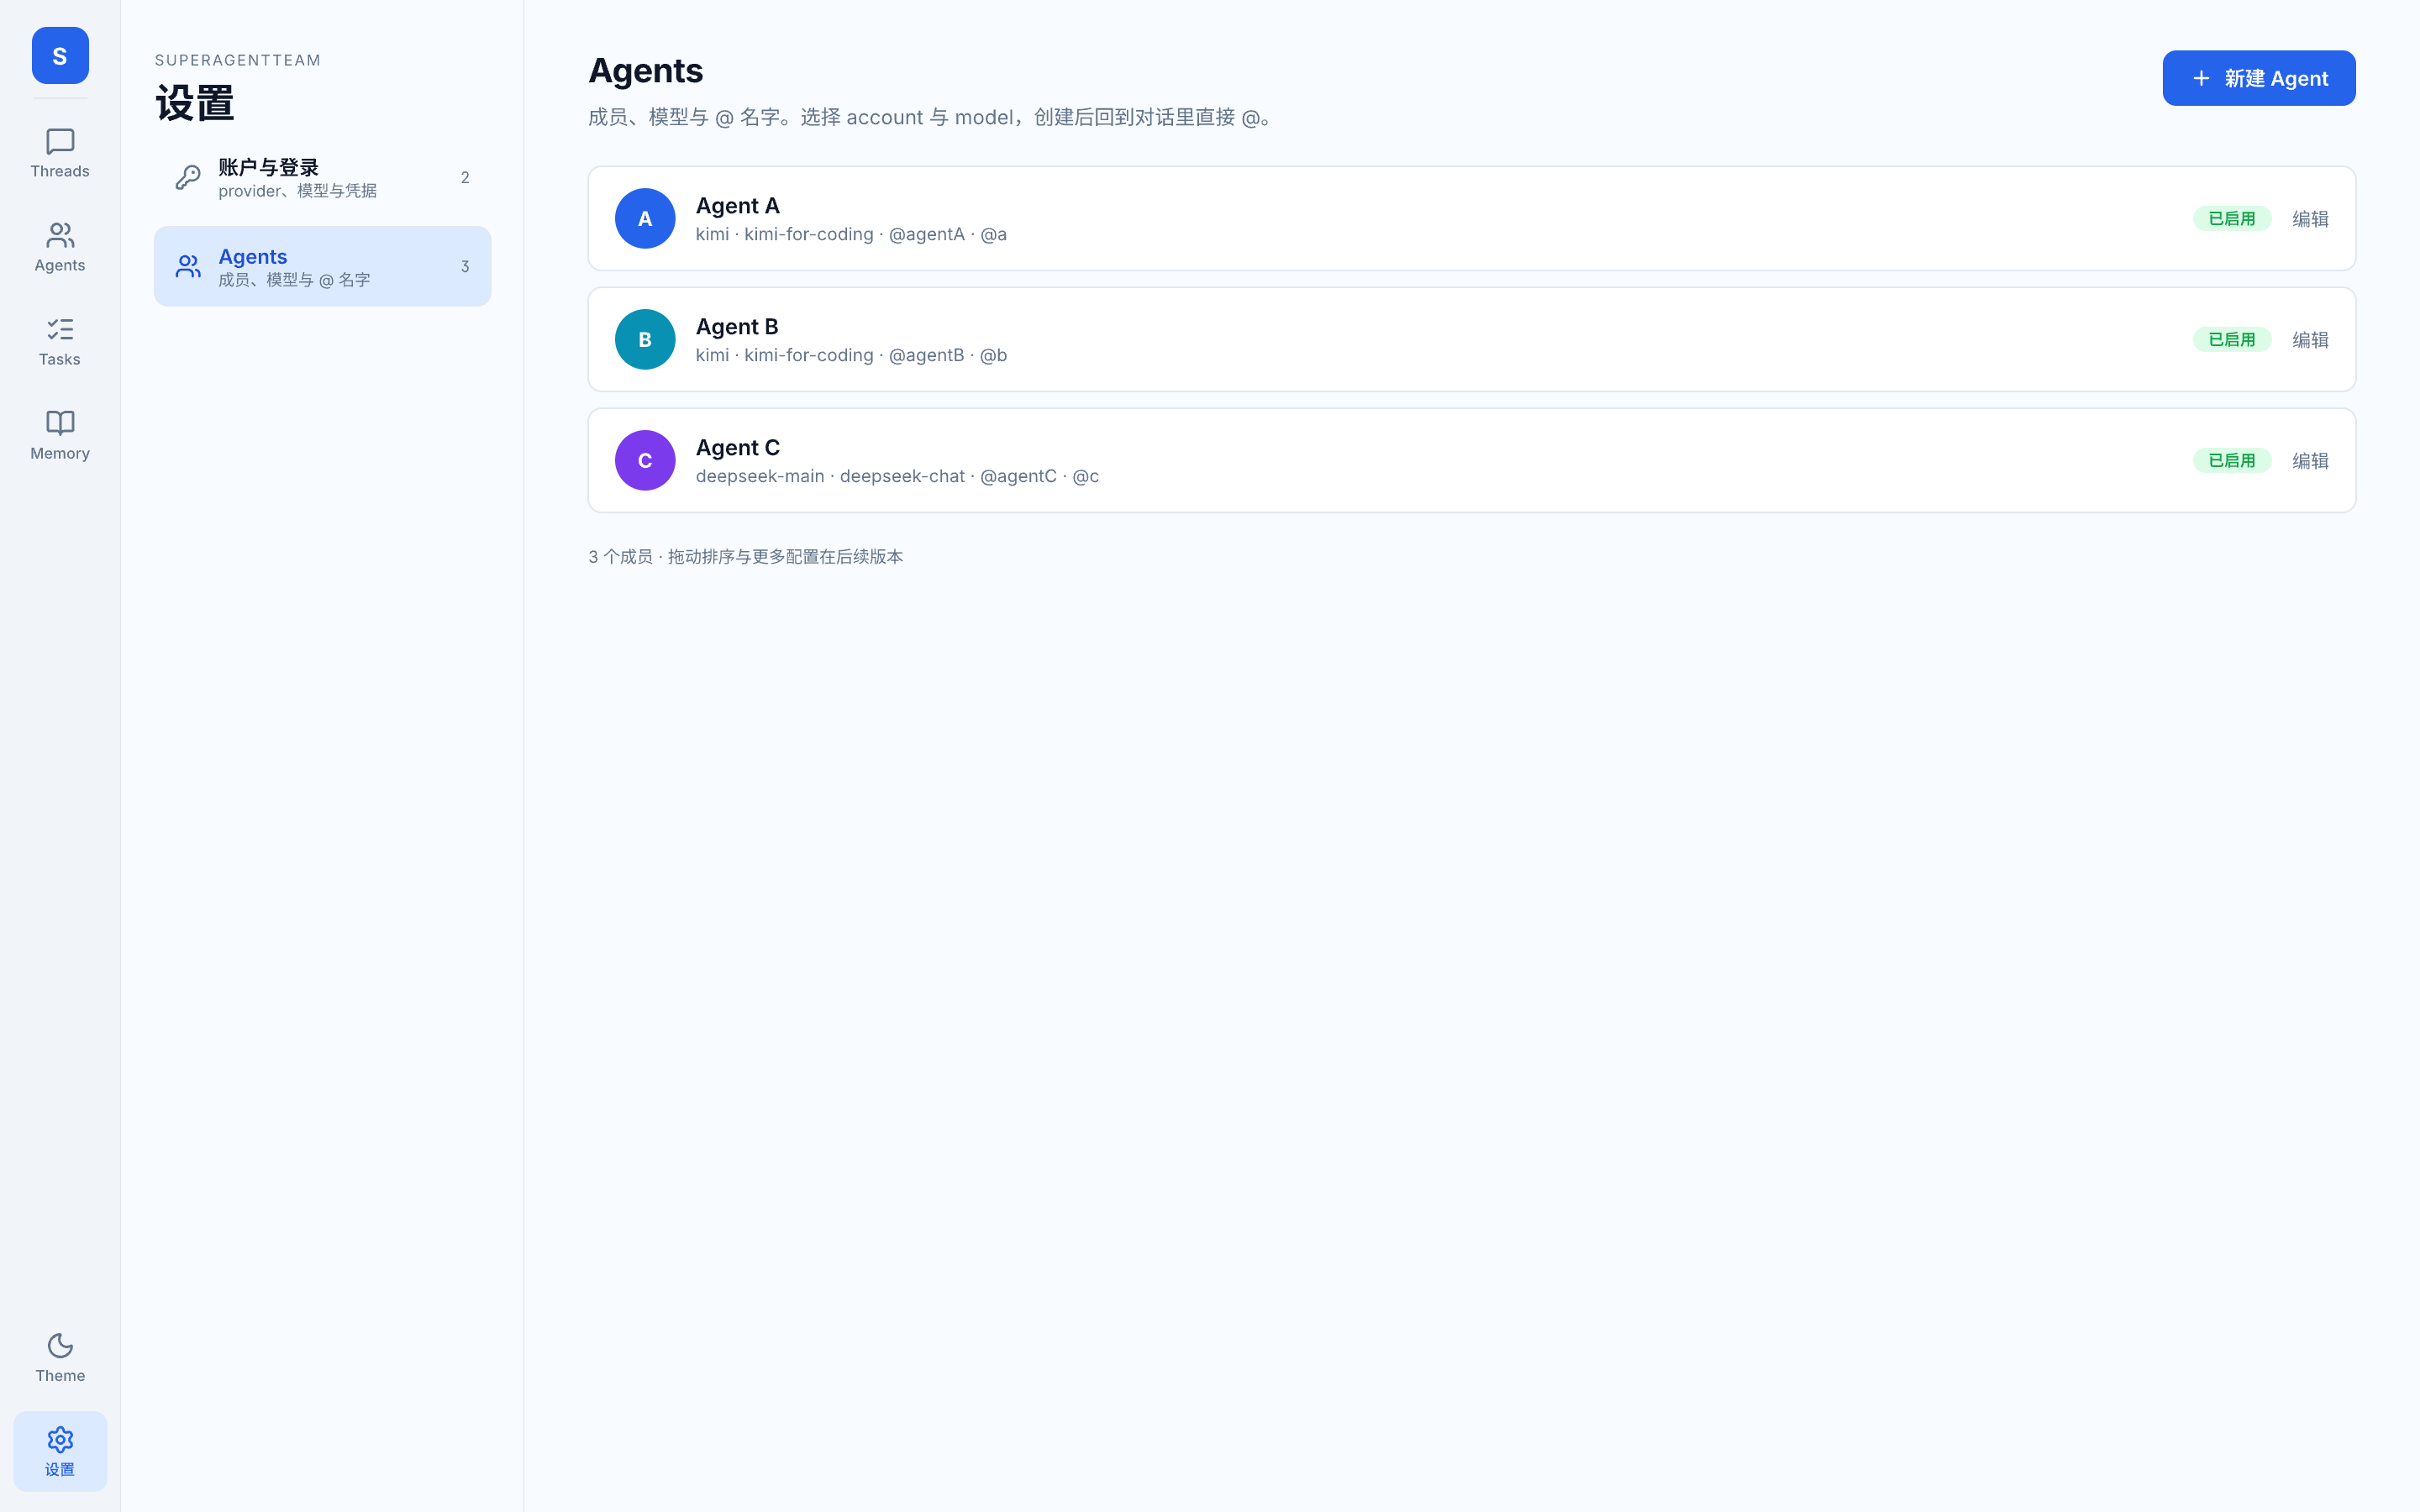 S
Threads
Agents
Tasks
Memory
Theme
设置
SUPERAGENTTEAM
设置
账户与登录
provider、模型与凭据
2
Agents
成员、模型与 @ 名字
3
Agents
成员、模型与 @ 名字。选择 account 与 model，创建后回到对话里直接 @。
新建 Agent
A
Agent A
kimi · kimi-for-coding · @agentA · @a
已启用
编辑
B
Agent B
kimi · kimi-for-coding · @agentB · @b
已启用
编辑
C
Agent C
deepseek-main · deepseek-chat · @agentC · @c
已启用
编辑
3 个成员 · 拖动排序与更多配置在后续版本